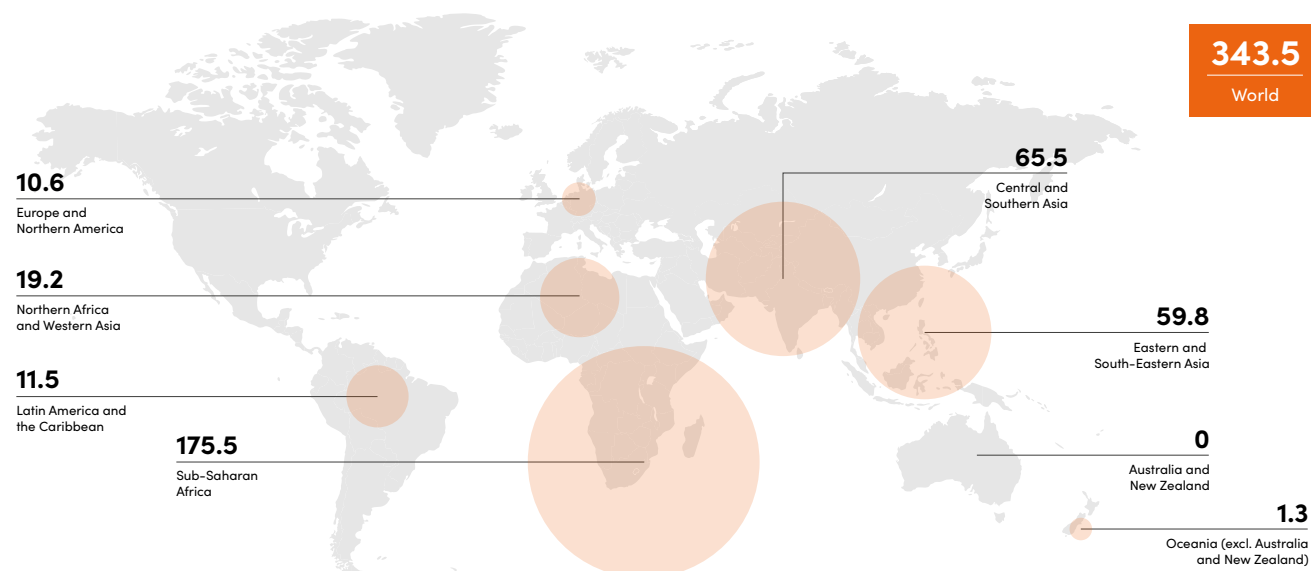 343.5
World
65.5
Central and
Southern Asia
10.6
Europe and
Northern America
19.2
Northern Africa
and Western Asia
59.8
Eastern and
South-Eastern Asia
11.5
Latin America and
the Caribbean
175.5
Sub-Saharan
Africa
0
Australia and
New Zealand
1.3
Oceania (excl. Australia
and New Zealand)